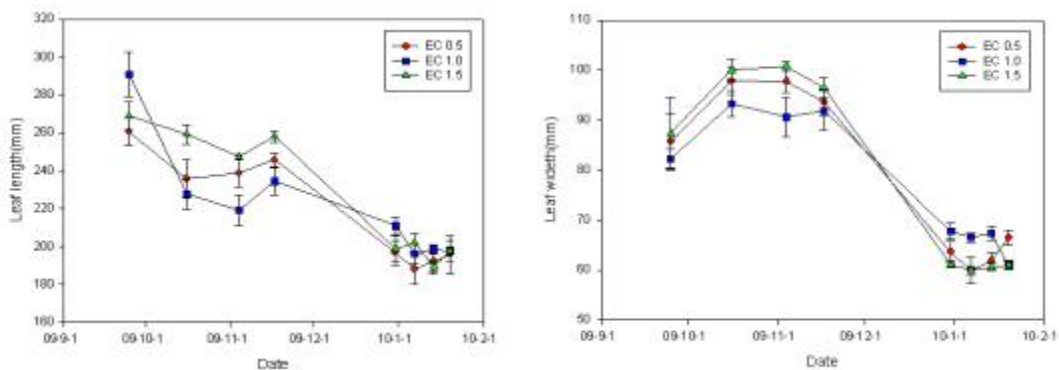 320
300
280
260
240
220
200
180
160
Leaf length(mm)
EC 0.5
EC 1.0
EC 1.5
09-9-1 09-10-1 09-11-1 09-12-1 10-1-1 10-2-1
Date
110
100
90
80
70
60
50
Leaf wideth(mm)
EC 0.5
EC 1.0
EC 1.5
09-9-1 09-10-1 09-11-1 09-12-1 10-1-1 10-2-1
Date